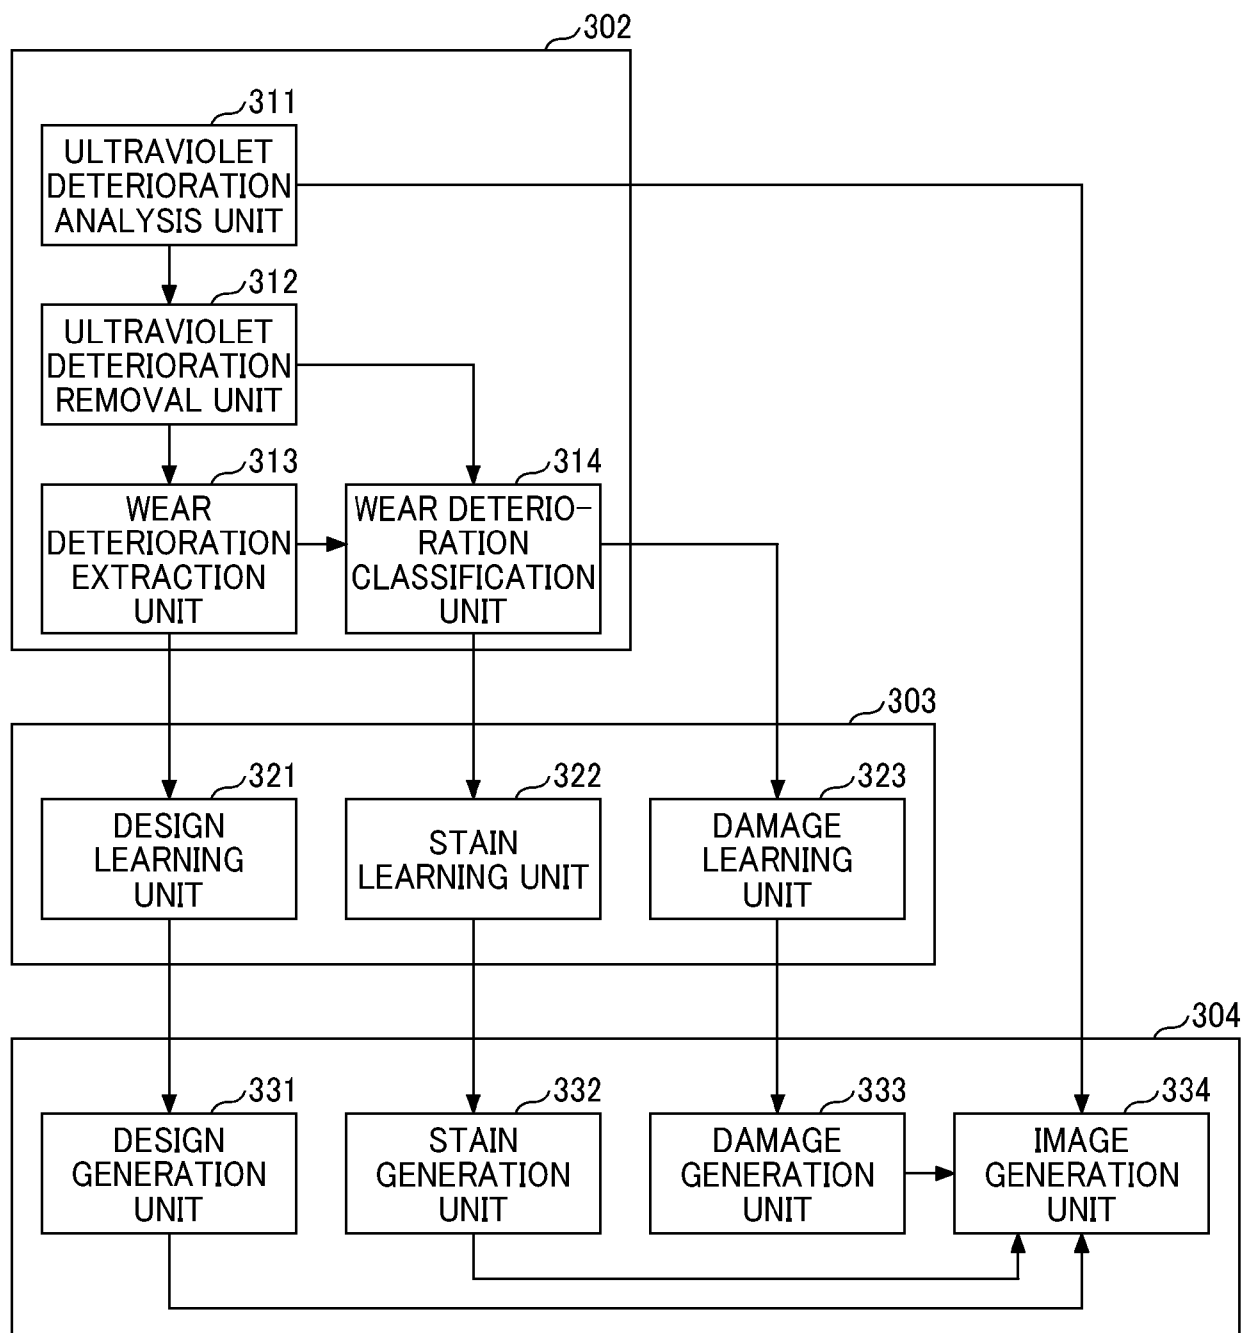 302
311
ULTRAVIOLET
DETERIORATION
ANALYSIS UNIT
312
ULTRAVIOLET
DETERIORATION
REMOVAL UNIT
313
WEAR
DETERIORATION
EXTRACTION
UNIT
314
WEAR DETERIO-
RATION
CLASSIFICATION
UNIT
303
321
DESIGN
LEARNING
UNIT
322
STAIN
LEARNING UNIT
323
DAMAGE
LEARNING
UNIT
304
331
DESIGN
GENERATION
UNIT
332
STAIN
GENERATION
UNIT
333
DAMAGE
GENERATION
UNIT
334
IMAGE
GENERATION
UNIT